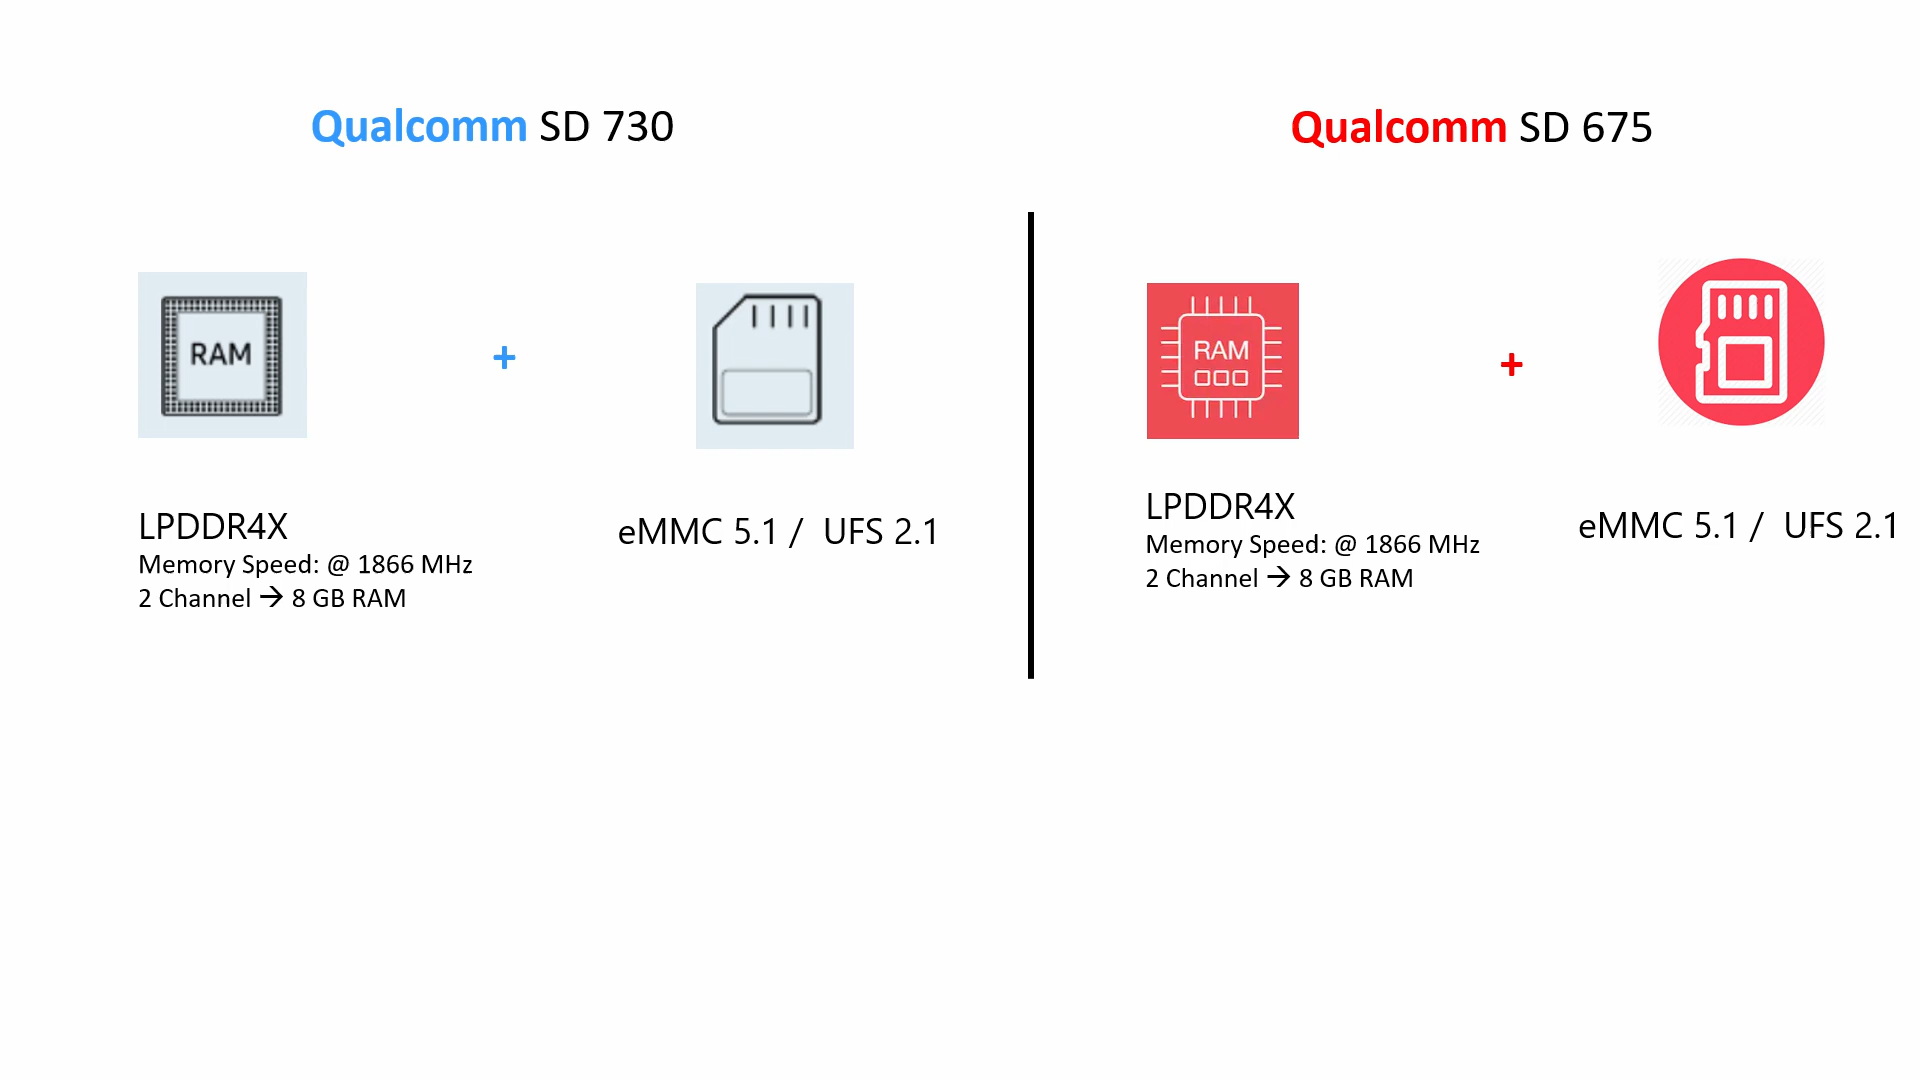 Qualcomm SD 730
RAM
+
LPDDR4X
Memory Speed: @ 1866 MHz
2 Channel → 8 GB RAM
eMMC 5.1 / UFS 2.1
Qualcomm SD 675
RAM
+
LPDDR4X
Memory Speed: @ 1866 MHz
2 Channel → 8 GB RAM
eMMC 5.1 / UFS 2.1